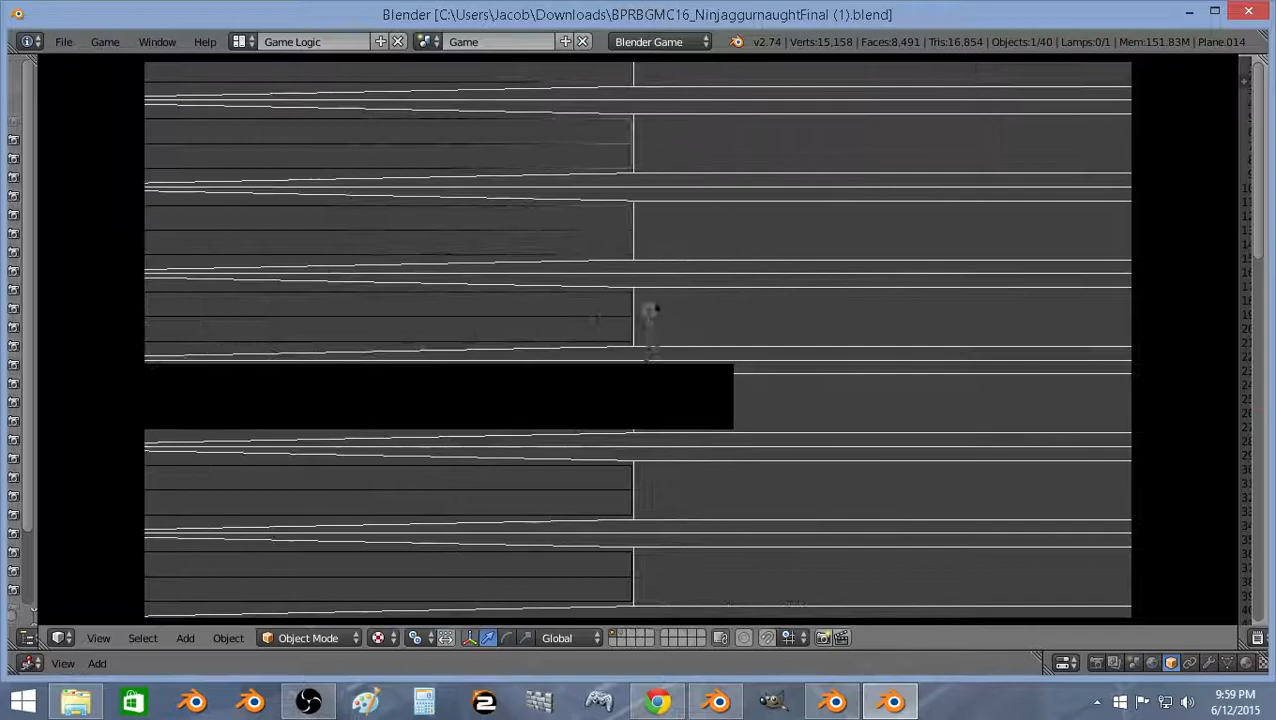 Blender [C:\Users\Jacob\Downloads\BPRBGMC16_NinjaggurnaughtFinal (1).blend]
File Game Window Help Game Logic Game Blender Game v2.74 | Verts:15,158 | Faces:8,491 | Tris:16,854 | Objects:1/40 | Lamps:0/1 | Mem:151.83M | Plane.014
View Select Add Object Object Mode Global
View Add
9:59 PM
6/12/2015